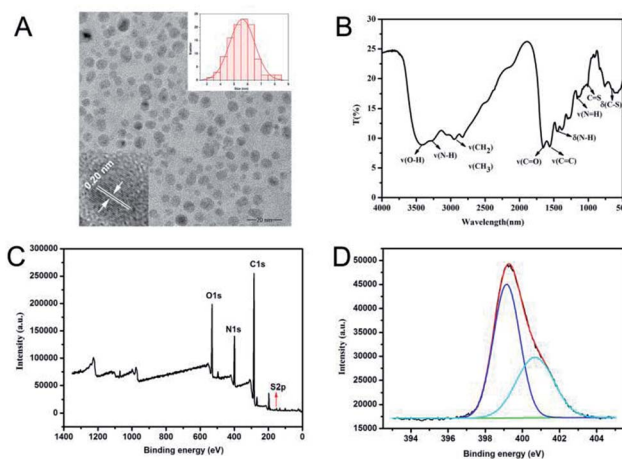 A
0.20 nm
20 nm
B
T(%)
30
25
20
15
10
5
0
ν(O-H)
ν(N-H)
ν(CH2)
ν(CH3)
ν(C=O)
ν(C=C)
δ(N-H)
ν(N=H)
C=S
δ(C-S)
4000 3500 3000 2500 2000 1500 1000 500
Wavelength(nm)
C
Intensity (a.u.)
300000
250000
200000
150000
100000
50000
0
O1s
N1s
C1s
S2p
1400 1200 1000 800 600 400 200 0
Binding energy (eV)
D
Intensity (a.u.)
50000
45000
40000
35000
30000
25000
20000
15000
394 396 398 400 402 404
Binding energy (eV)